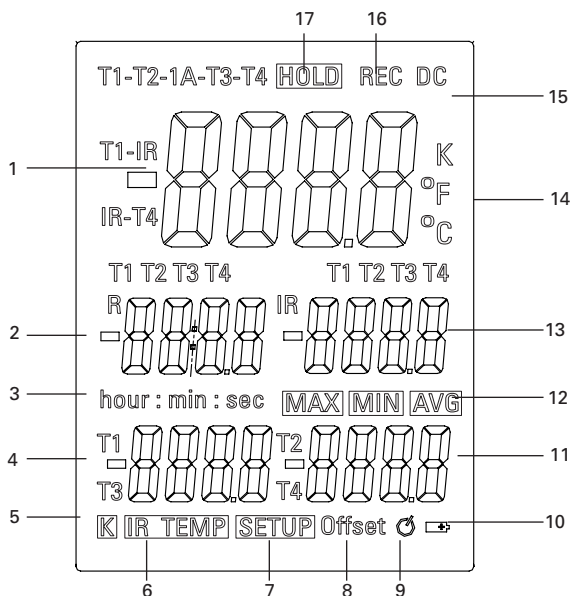 17 16
T1-T2-1A-T3-T4 HOLD REC DC
15
T1-IR K
1
°F
14
IR-T4 °C
T1 T2 T3 T4 T1 T2 T3 T4
R IR
2 13
3 hour : min : sec MAX MIN AVG 12
T1 T2
4 11
T3 T4
5 K IR TEMP SETUP Offset 10
6 7 8 9